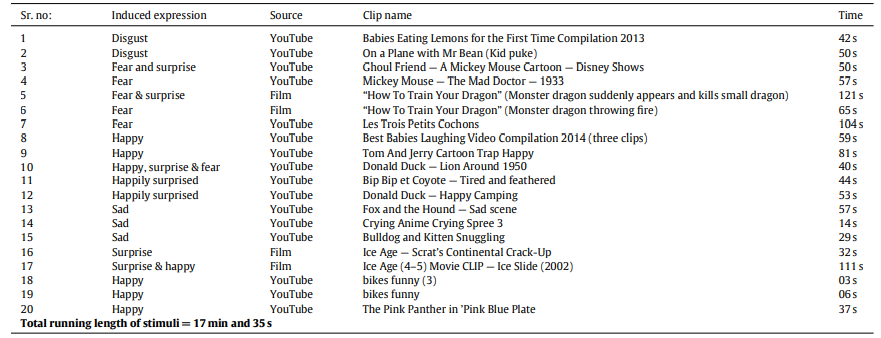 Sr. no: Induced expression Source Clip name Time
1 Disgust YouTube Babies Eating Lemons for the First Time Compilation 2013 42 s
2 Disgust YouTube On a Plane with Mr Bean (Kid puke) 50 s
3 Fear and surprise YouTube Ghoul Friend – A Mickey Mouse Cartoon – Disney Shows 50 s
4 Fear YouTube Mickey Mouse – The Mad Doctor – 1933 57 s
5 Fear & surprise Film “How To Train Your Dragon” (Monster dragon suddenly appears and kills small dragon) 121 s
6 Fear Film “How To Train Your Dragon” (Monster dragon throwing fire) 65 s
7 Fear YouTube Les Trois Petits Cochons 104 s
8 Happy YouTube Best Babies Laughing Video Compilation 2014 (three clips) 59 s
9 Happy YouTube Tom And Jerry Cartoon Trap Happy 81 s
10 Happy, surprise & fear YouTube Donald Duck – Lion Around 1950 40 s
11 Happily surprised YouTube Bip Bip et Coyote – Tired and feathered 44 s
12 Happily surprised YouTube Donald Duck – Happy Camping 53 s
13 Sad YouTube Fox and the Hound – Sad scene 57 s
14 Sad YouTube Crying Anime Crying Spree 3 14 s
15 Sad YouTube Bulldog and Kitten Snuggling 29 s
16 Surprise Film Ice Age – Scrat's Continental Crack-Up 32 s
17 Surprise & happy Film Ice Age (4–5) Movie CLIP – Ice Slide (2002) 111 s
18 Happy YouTube bikes funny (3) 03 s
19 Happy YouTube bikes funny 06 s
20 Happy YouTube The Pink Panther in 'Pink Blue Plate 37 s
Total running length of stimuli = 17 min and 35 s